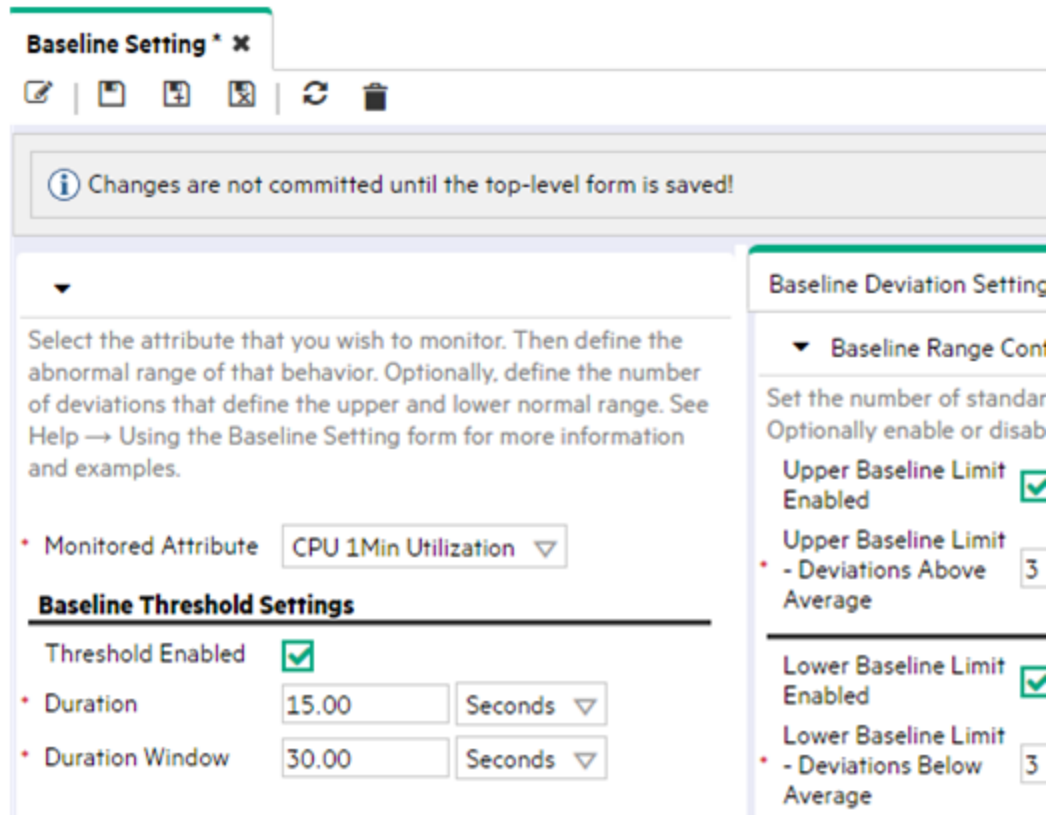 Baseline Setting * ✖
Changes are not committed until the top-level form is saved!
Select the attribute that you wish to monitor. Then define the
abnormal range of that behavior. Optionally, define the number
of deviations that define the upper and lower normal range. See
Help → Using the Baseline Setting form for more information
and examples.
* Monitored Attribute CPU 1Min Utilization
Baseline Threshold Settings
Threshold Enabled
* Duration 15.00 Seconds
* Duration Window 30.00 Seconds
Baseline Deviation Setting
Baseline Range
Set the number of
Optionally enable or
Upper Baseline Limit
Enabled
Upper Baseline Limit
* - Deviations Above 3
Average
Lower Baseline Limit
Enabled
Lower Baseline Limit
* - Deviations Below 3
Average